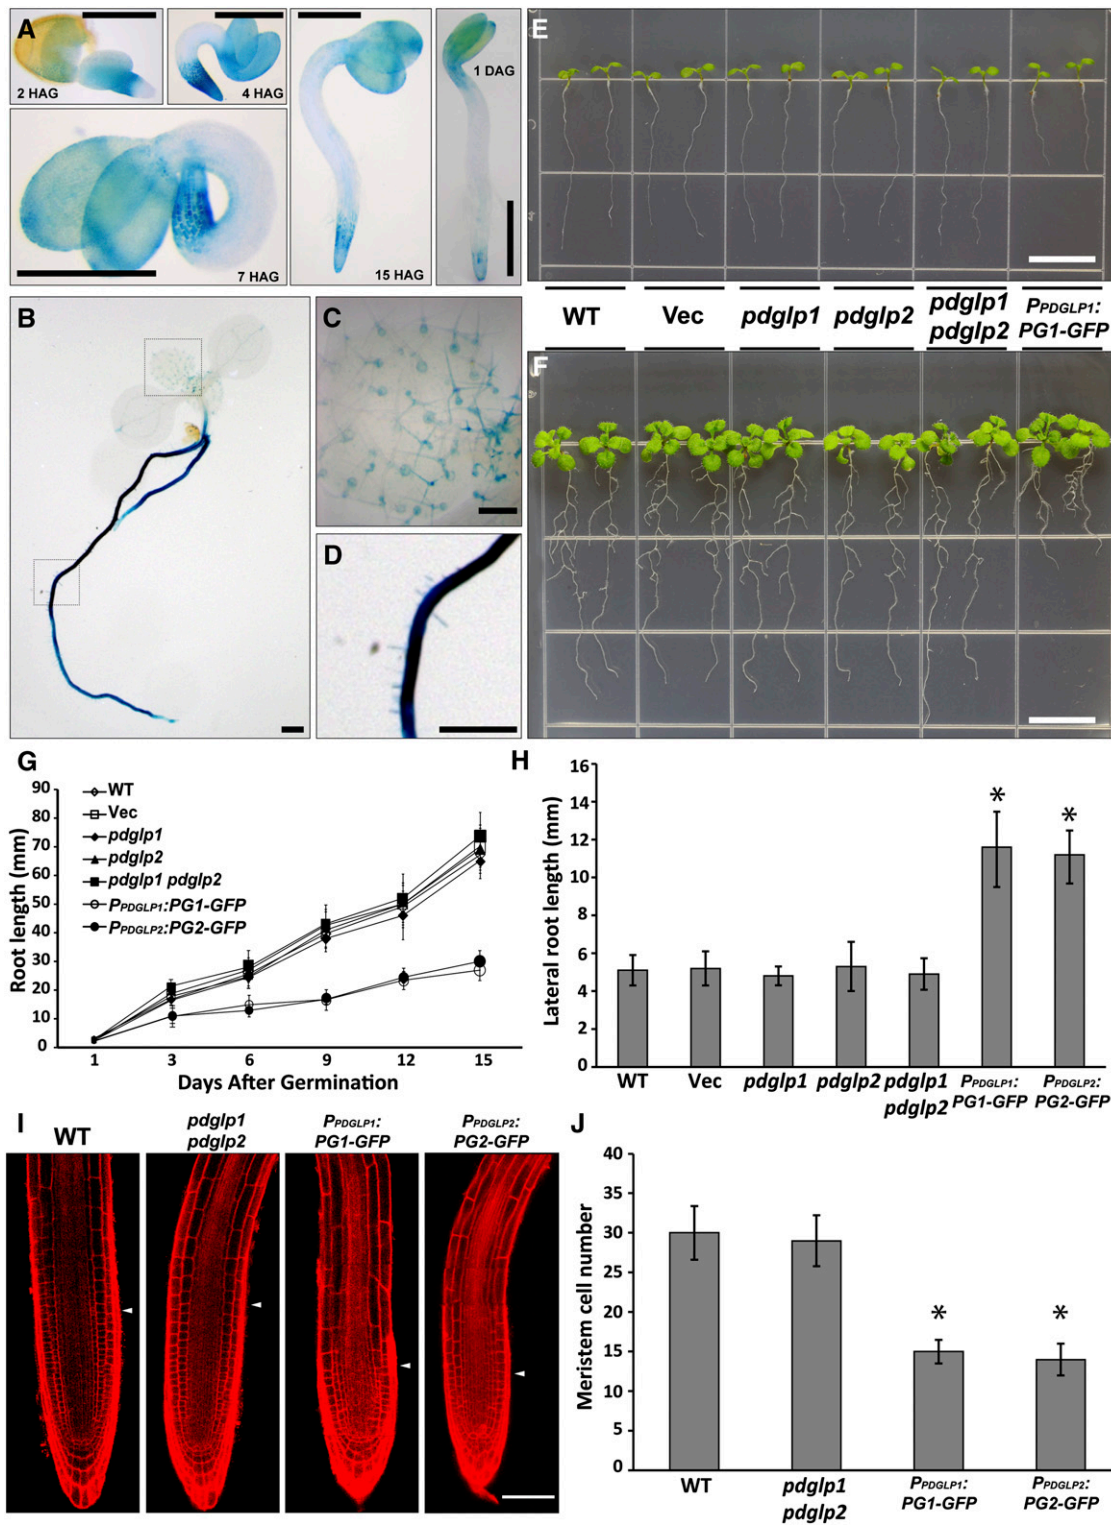 A
2 HAG
4 HAG
7 HAG
15 HAG
1 DAG
B
C
D
E
WT
Vec
pdglp1
pdglp2
pdglp1
pdglp2
PPDGLP1:
PG1-GFP
F
G
Root length (mm)
90
80
70
60
50
40
30
20
10
0
WT
Vec
pdglp1
pdglp2
pdglp1 pdglp2
PPDGLP1:PG1-GFP
PPDGLP2:PG2-GFP
1 3 6 9 12 15
Days After Germination
H
Lateral root length (mm)
16
14
12
10
8
6
4
2
0
*
*
WT
Vec
pdglp1
pdglp2
pdglp1
pdglp2
PPDGLP1:
PG1-GFP
PPDGLP2:
PG2-GFP
I
WT
pdglp1
pdglp2
PPDGLP1:
PG1-GFP
PPDGLP2:
PG2-GFP
J
Meristem cell number
40
35
30
25
20
15
10
5
0
*
*
WT
pdglp1
pdglp2
PPDGLP1:
PG1-GFP
PPDGLP2:
PG2-GFP